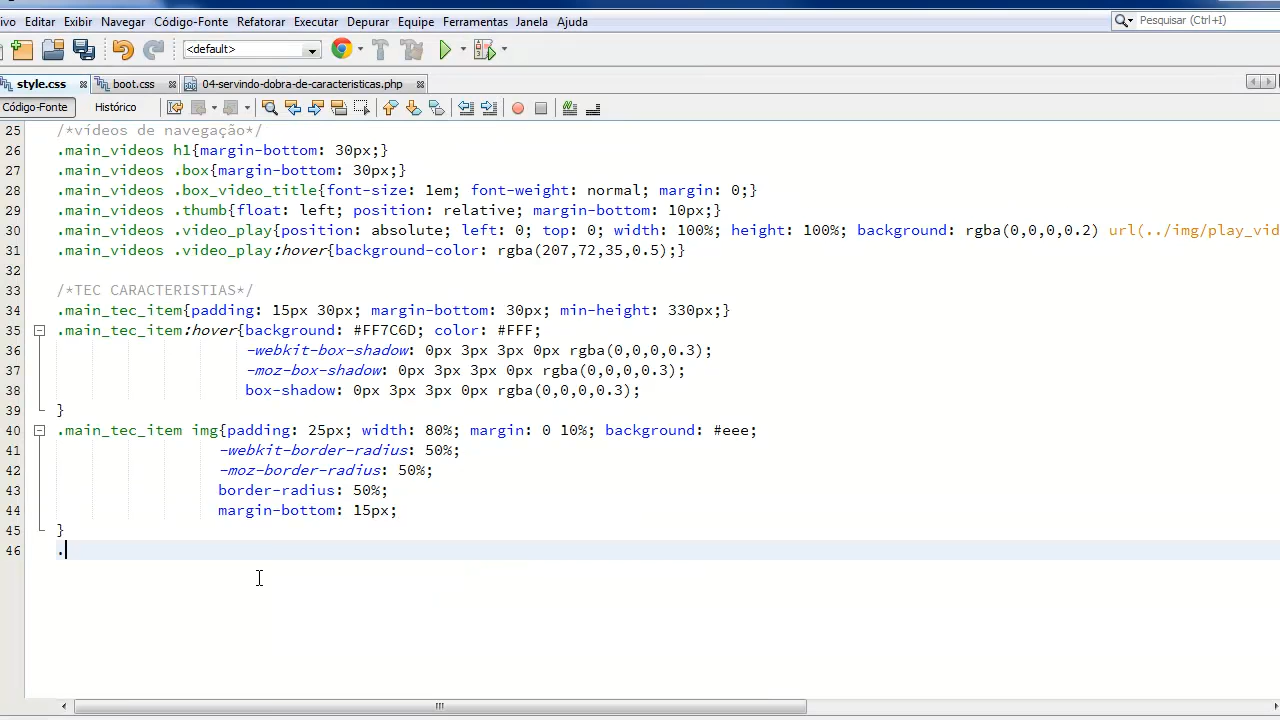 ivo Editar Exibir Navegar Código-Fonte Refatorar Executar Depurar Equipe Ferramentas Janela Ajuda Pesquisar (Ctrl+I)
<default>
style.css boot.css 04-servindo-dobra-de-caracteristicas.php
Código-Fonte Histórico
25 /*vídeos de navegação*/
26 .main_videos h1{margin-bottom: 30px;}
27 .main_videos .box{margin-bottom: 30px;}
28 .main_videos .box_video_title{font-size: 1em; font-weight: normal; margin: 0;}
29 .main_videos .thumb{float: left; position: relative; margin-bottom: 10px;}
30 .main_videos .video_play{position: absolute; left: 0; top: 0; width: 100%; height: 100%; background: rgba(0,0,0,0.2) url(../img/play_vid
31 .main_videos .video_play:hover{background-color: rgba(207,72,35,0.5);}
32
33 /*TEC CARACTERISTIAS*/
34 .main_tec_item{padding: 15px 30px; margin-bottom: 30px; min-height: 330px;}
35 .main_tec_item:hover{background: #FF7C6D; color: #FFF;
36 -webkit-box-shadow: 0px 3px 3px 0px rgba(0,0,0,0.3);
37 -moz-box-shadow: 0px 3px 3px 0px rgba(0,0,0,0.3);
38 box-shadow: 0px 3px 3px 0px rgba(0,0,0,0.3);
39 }
40 .main_tec_item img{padding: 25px; width: 80%; margin: 0 10%; background: #eee;
41 -webkit-border-radius: 50%;
42 -moz-border-radius: 50%;
43 border-radius: 50%;
44 margin-bottom: 15px;
45 }
46 .